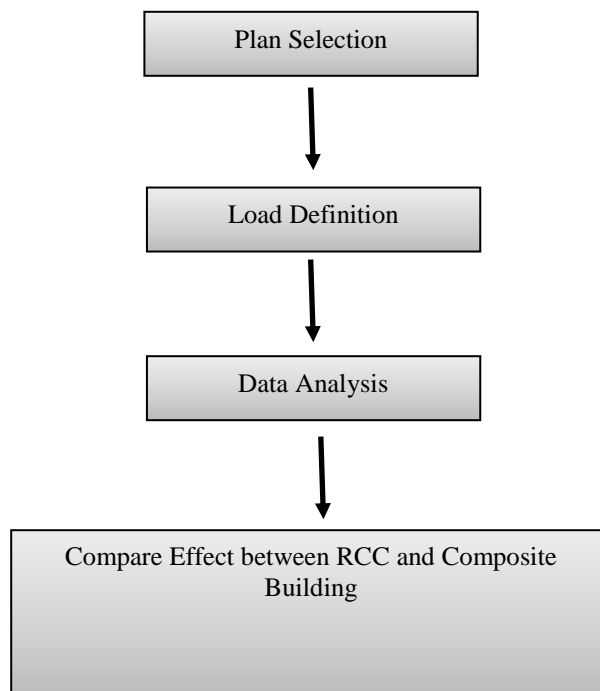 Plan Selection
Load Definition
Data Analysis
Compare Effect between RCC and Composite
Building